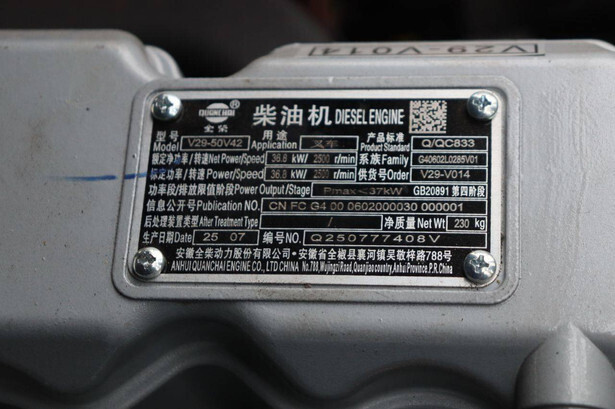 V29-V014
QUANCHAI ®
全柴
柴油机 DIESEL ENGINE
型号 Model V29-50V42 用途 Application 叉车 产品标准 Product Standard Q/QC833
额定净功率/转速 Net Power/Speed 36.8 kW/ 2500 r/min 系族 Family G40602L0285V01
额定功率/转速 Power/Speed 36.8 kW/ 2500 r/min 供货号 Order V29-V014
功率段/排放限值阶段 Power Output/Stage Pmax<37kW GB20891 第四阶段
信息公开号 Publication NO. CN FC G4 00 0602000030 000001
后处理装置类型 After Treatment Type / 净质量 Net Wt 230 kg
生产日期 Date 25 07 编号 NO. Q250777408V
安徽全柴动力股份有限公司·安徽省全椒县襄河镇吴敬梓路788号
ANHUI QUANCHAI ENGINE CO., LTD CHINA No.788, Wujingzi Road, Quanjiao country, Anhui Province, P.R. China